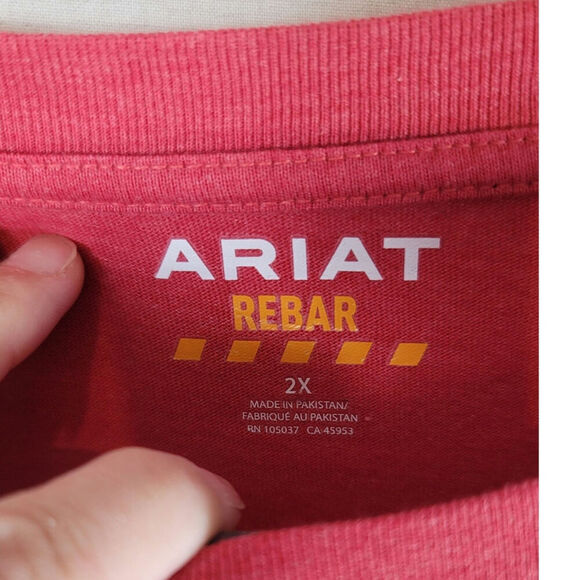 ARIAT
REBAR
2X
MADE IN PAKISTAN/
FABRIQUÉ AU PAKISTAN
RN 105037 CA 45953